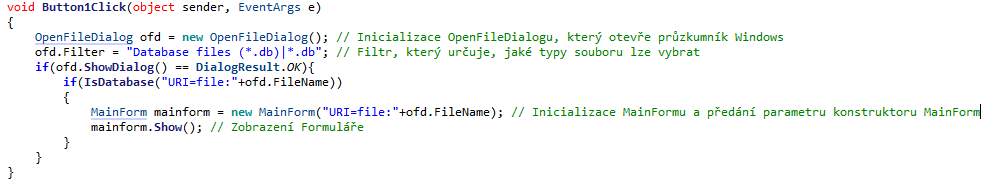 void Button1Click(object sender, EventArgs e)
{
    OpenFileDialog ofd = new OpenFileDialog(); // Inicializace OpenFileDialogu, který otevře průzkumník Windows
    ofd.Filter = "Database files (*.db)|*.db"; // Filtr, který určuje, jaké typy souboru lze vybrat
    if(ofd.ShowDialog() == DialogResult.OK){
        if(IsDatabase("URI=file:"+ofd.FileName))
        {
            MainForm mainform = new MainForm("URI=file:"+ofd.FileName); // Inicializace MainFormu a předání parametru konstruktoru MainForm
            mainform.Show(); // Zobrazení Formuláře
        }
    }
}